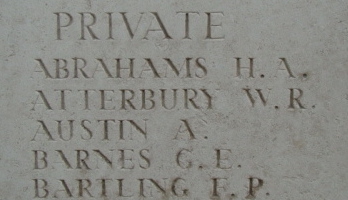 PRIVATE
ABRAHAMS H. A.
ATTERBURY W. R.
AUSTIN A.
BARNES G. E.
BARTLING F. P.